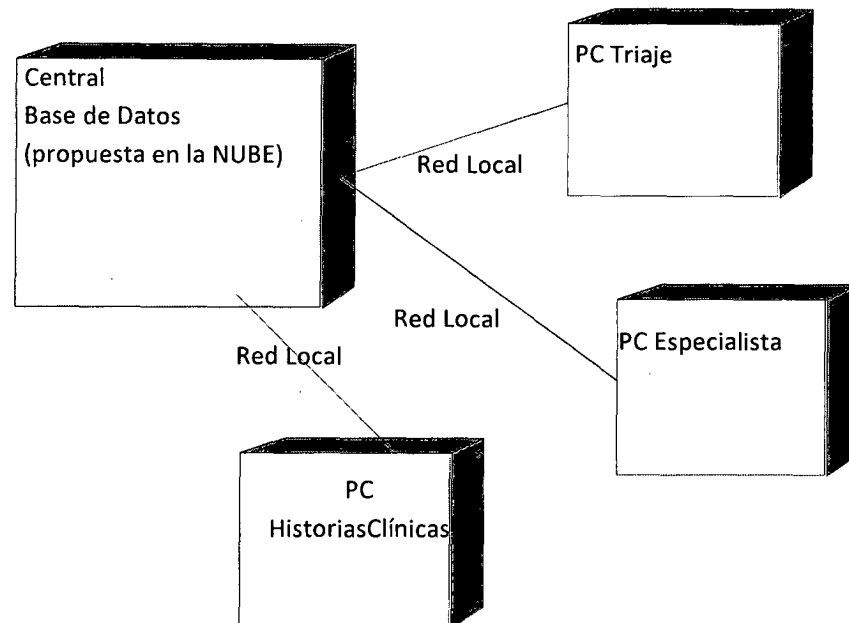 Central
Base de Datos
(propuesta en la NUBE)
PC Triaje
Red Local
Red Local
PC Especialista
Red Local
PC
HistoriasClínicas